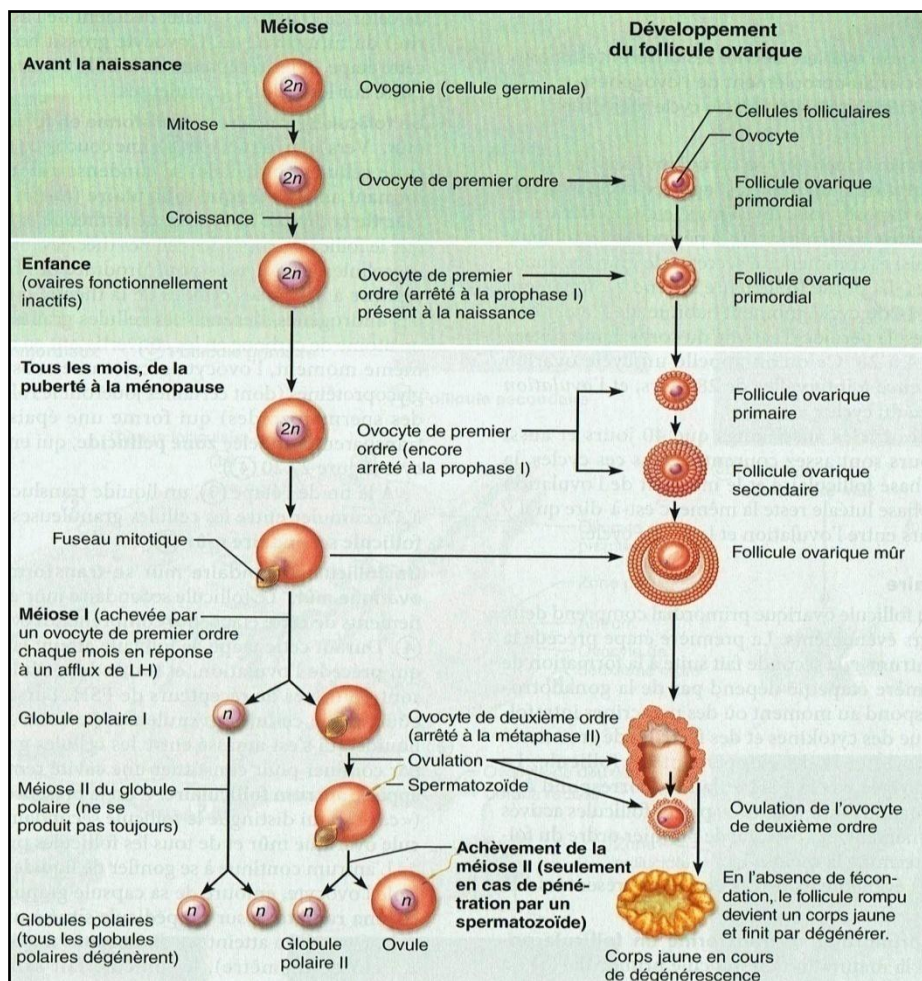 Méiose
Développement
du follicule ovarique
Avant la naissance
2n
Ovogonie (cellule germinale)
Mitose
Cellules folliculaires
Ovocyte
2n
Ovocyte de premier ordre
Follicule ovarique
primordial
Croissance
Enfance
(ovaires fonctionnellement
inactifs)
2n
Ovocyte de premier
ordre (arrêté à la prophase I)
présent à la naissance
Follicule ovarique
primordial
Tous les mois, de la
puberté à la ménopause
2n
Ovocyte de premier
ordre (encore
arrêté à la prophase I)
Follicule ovarique
primaire
Follicule ovarique
secondaire
Fuseau mitotique
Follicule ovarique mûr
Méiose I (achevée par
un ovocyte de premier ordre
chaque mois en réponse
à un afflux de LH)
Globule polaire I
n
Ovocyte de deuxième ordre
(arrêté à la métaphase II)
Ovulation
Spermatozoïde
Méiose II du globule
polaire (ne se
produit pas toujours)
Ovulation de l'ovocyte
de deuxième ordre
Achèvement de la
méiose II (seulement
en cas de péné-
tration par un
spermatozoïde)
n
n
n
n
Globules polaires
(tous les globules
polaires dégénèrent)
Globule
polaire II
Ovule
En l'absence de fécon-
dation, le follicule rompu
devient un corps jaune
et finit par dégénérer.
Corps jaune en cours
de dégénérescence